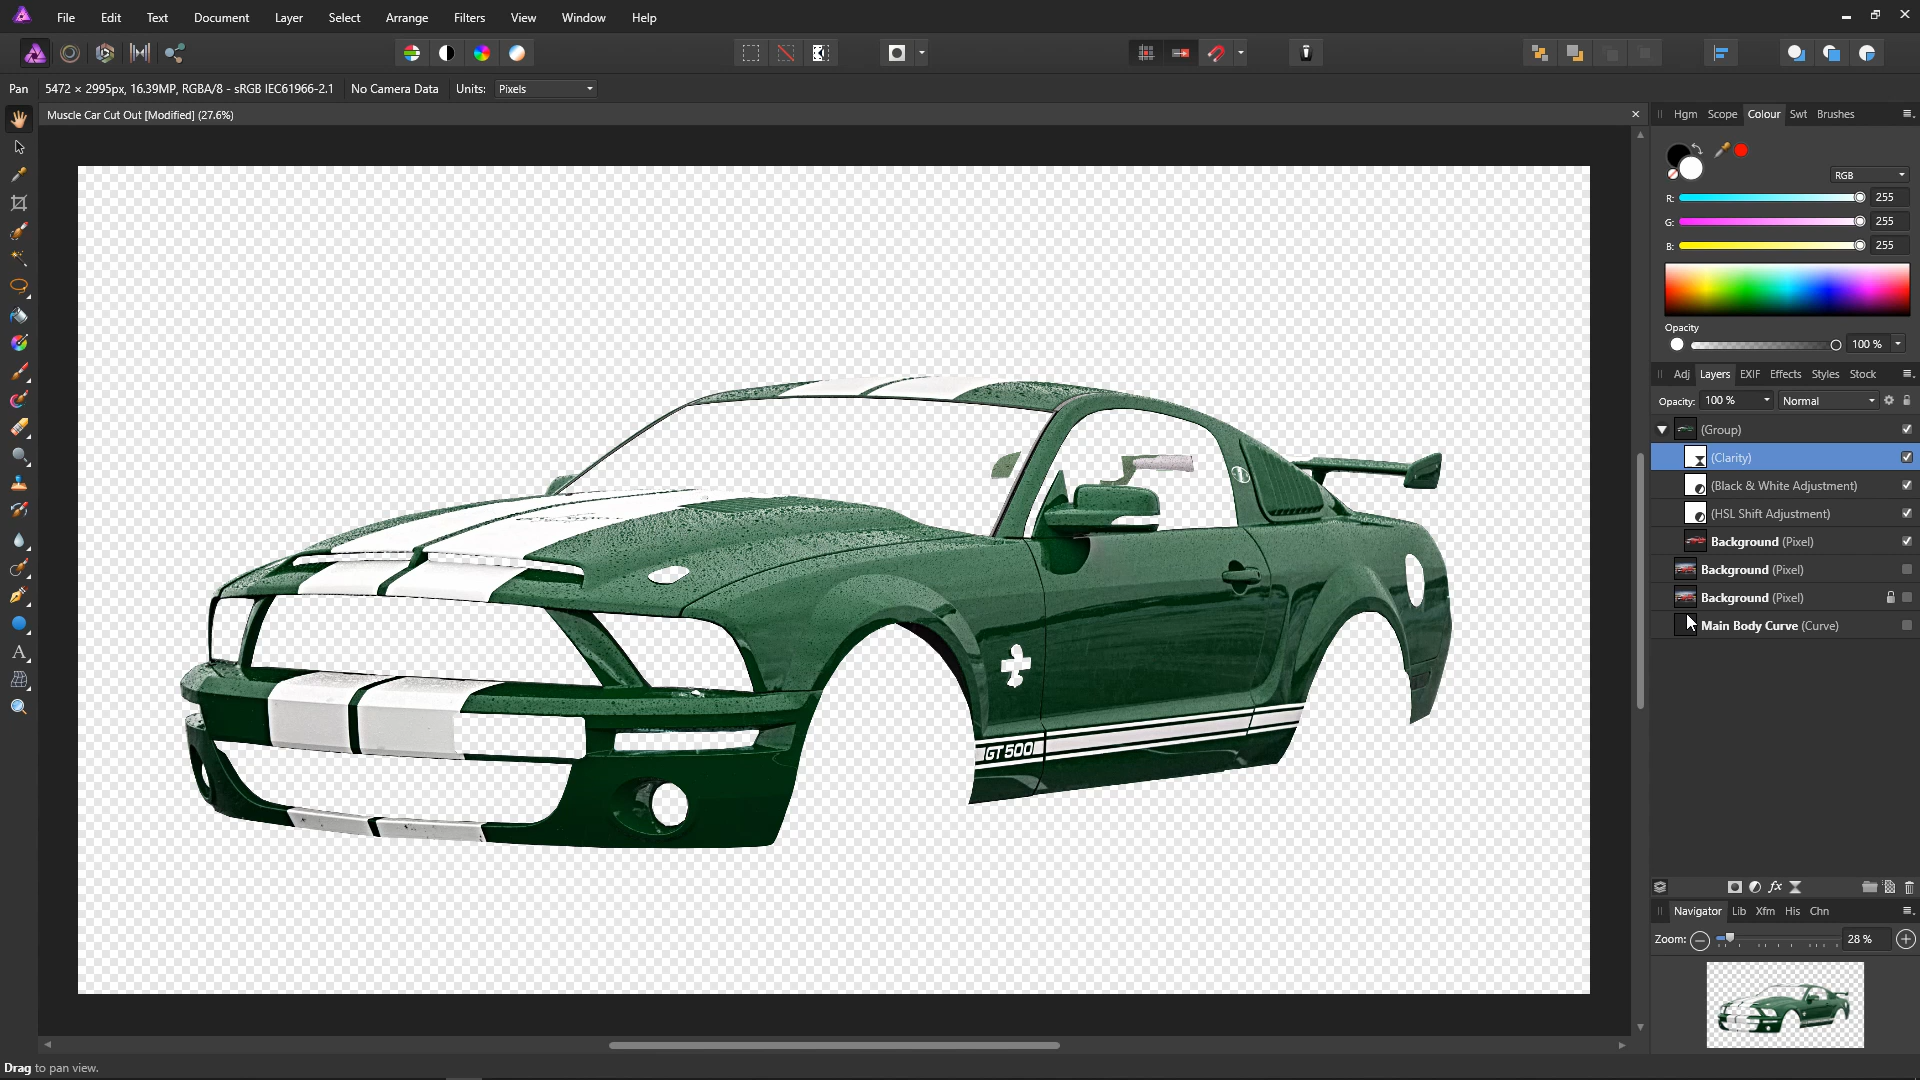 File Edit Text Document Layer Select Arrange Filters View Window Help
Pan 5472 × 2995px, 16.39MP, RGBA/8 - sRGB IEC61966-2.1 No Camera Data Units: Pixels
Muscle Car Cut Out [Modified] (27.6%)
Hgm Scope Colour Swt Brushes
RGB
R: 255
G: 255
B: 255
Opacity
100 %
Adj Layers EXIF Effects Styles Stock
Opacity: 100 % Normal
(Group)
(Clarity)
(Black & White Adjustment)
(HSL Shift Adjustment)
Background (Pixel)
Background (Pixel)
Background (Pixel)
Main Body Curve (Curve)
GT 500
fx
Navigator Lib Xfm His Chn
Zoom: 28 %
Drag to pan view.